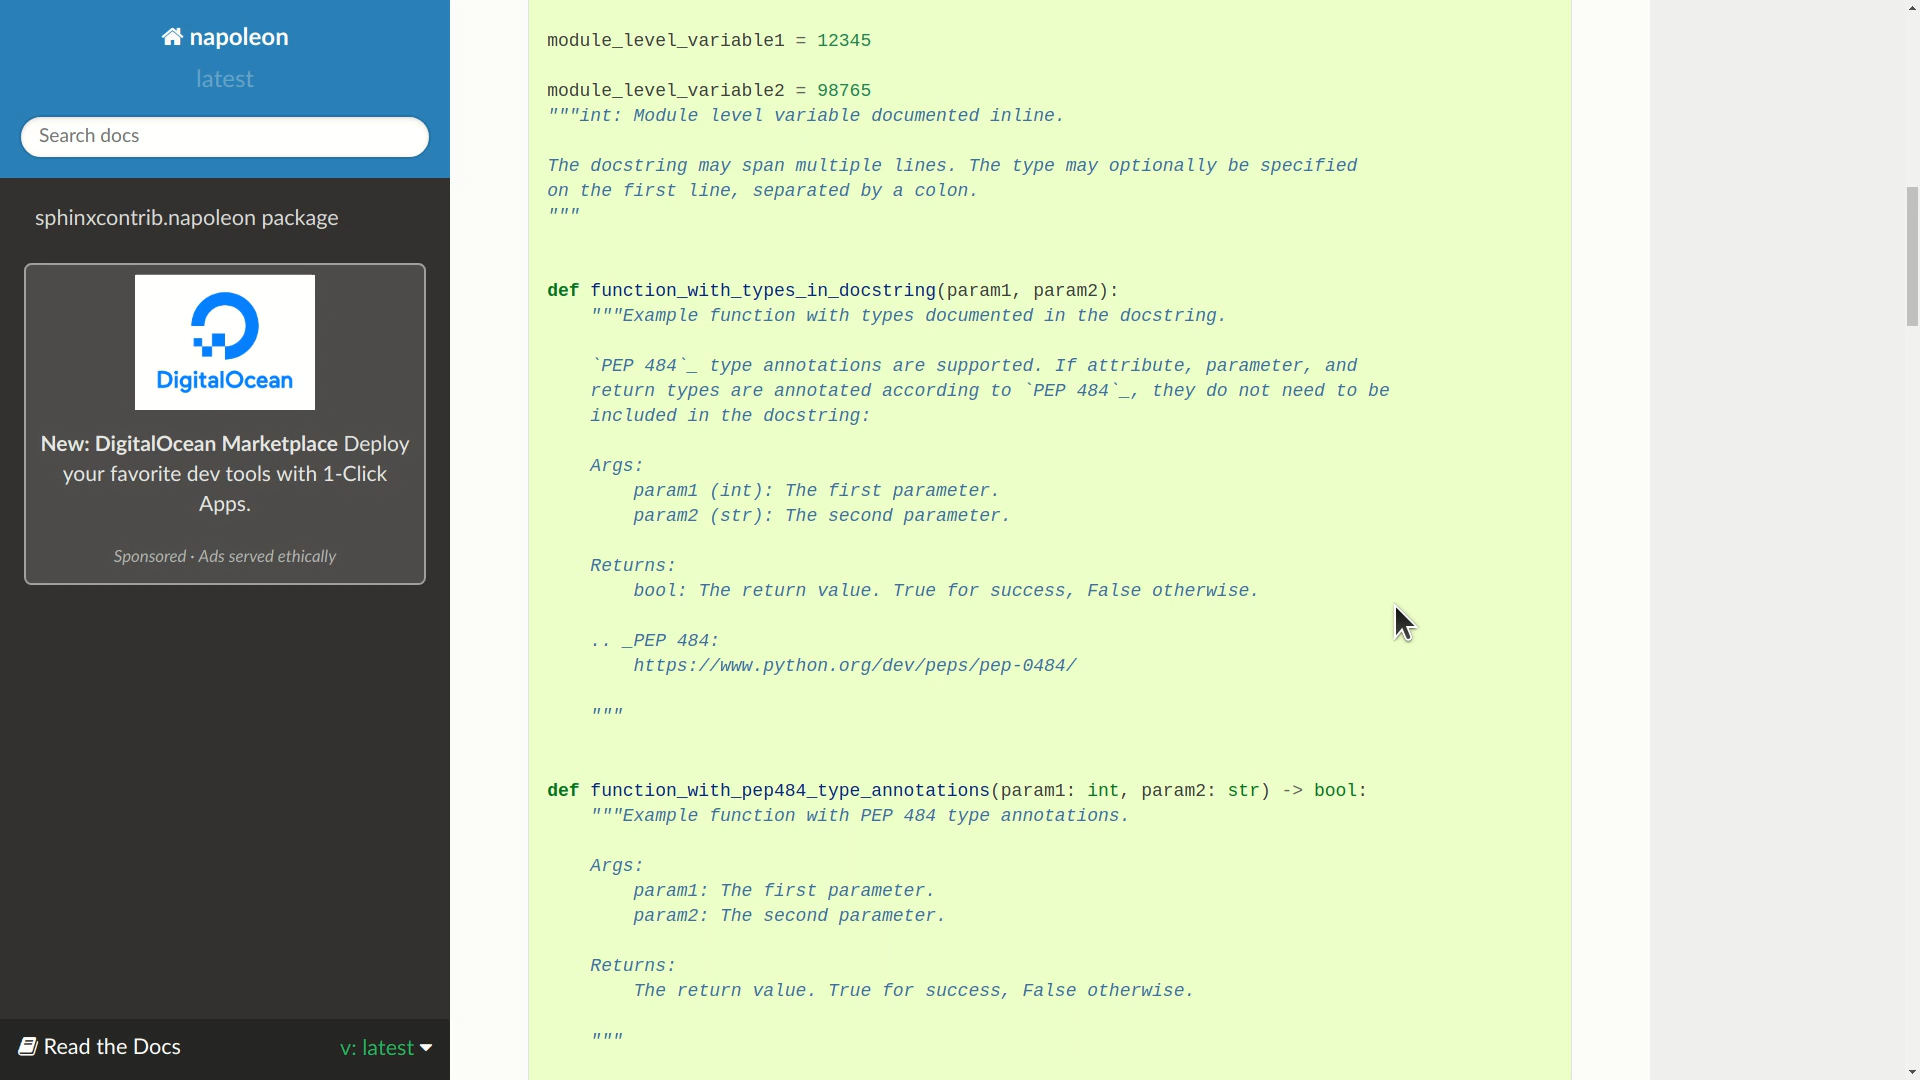 napoleon
latest
Search docs
sphinxcontrib.napoleon package
DigitalOcean
New: DigitalOcean Marketplace Deploy
your favorite dev tools with 1-Click
Apps.
Sponsored · Ads served ethically
Read the Docs
v: latest
module_level_variable1 = 12345

module_level_variable2 = 98765
"""int: Module level variable documented inline.

The docstring may span multiple lines. The type may optionally be specified
on the first line, separated by a colon.
"""

def function_with_types_in_docstring(param1, param2):
    """Example function with types documented in the docstring.

    `PEP 484`_ type annotations are supported. If attribute, parameter, and
    return types are annotated according to `PEP 484`_, they do not need to be
    included in the docstring:

    Args:
        param1 (int): The first parameter.
        param2 (str): The second parameter.

    Returns:
        bool: The return value. True for success, False otherwise.

    .. _PEP 484:
        https://www.python.org/dev/peps/pep-0484/

    """

def function_with_pep484_type_annotations(param1: int, param2: str) -> bool:
    """Example function with PEP 484 type annotations.

    Args:
        param1: The first parameter.
        param2: The second parameter.

    Returns:
        The return value. True for success, False otherwise.

    """